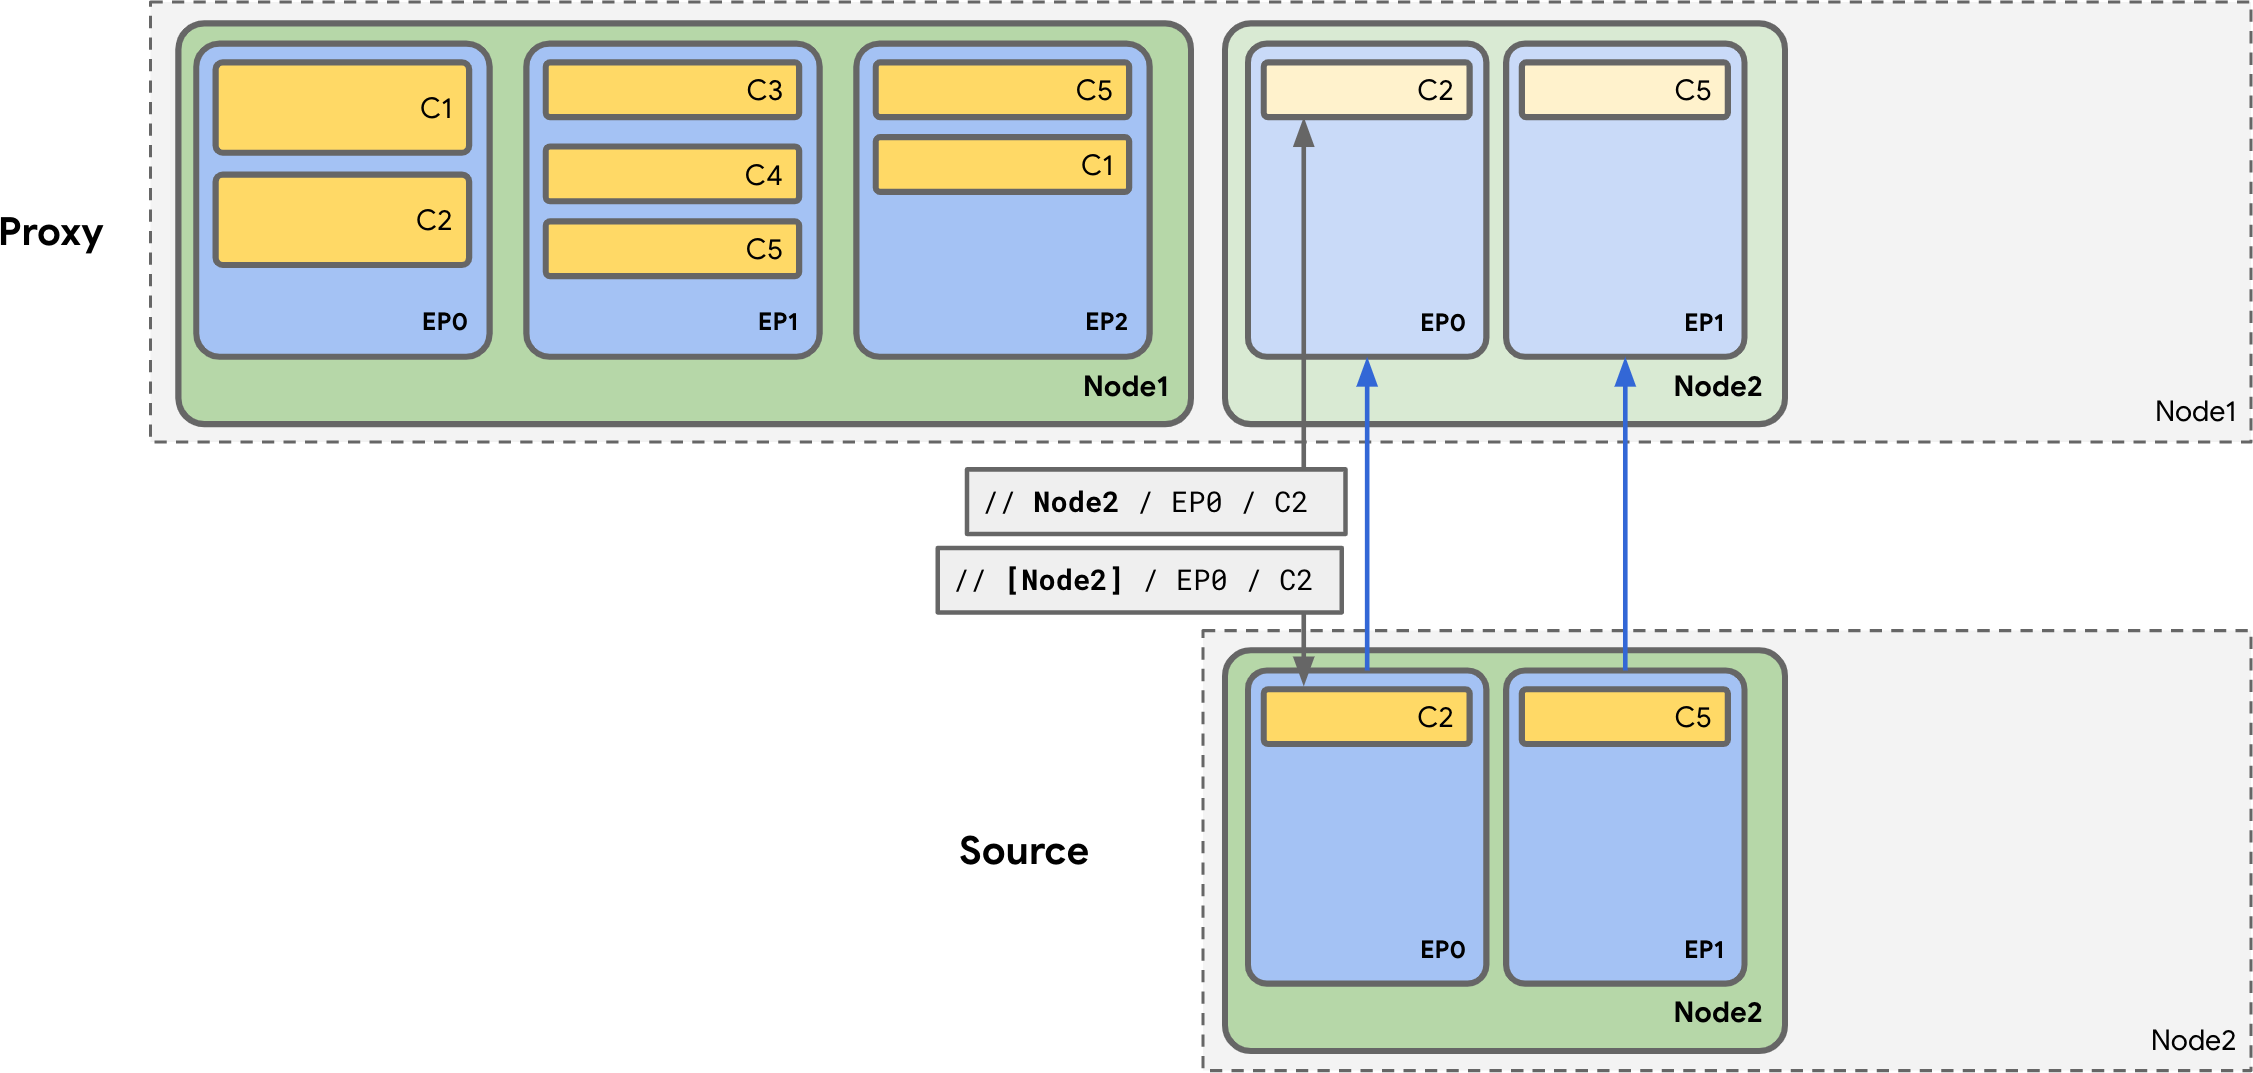 C1
C2
EP0
C3
C4
C5
EP1
C5
C1
EP2
Node1
C2
EP0
C5
EP1
Node2
Node1
Proxy
// Node2 / EP0 / C2
// [Node2] / EP0 / C2
Source
C2
EP0
C5
EP1
Node2
Node2